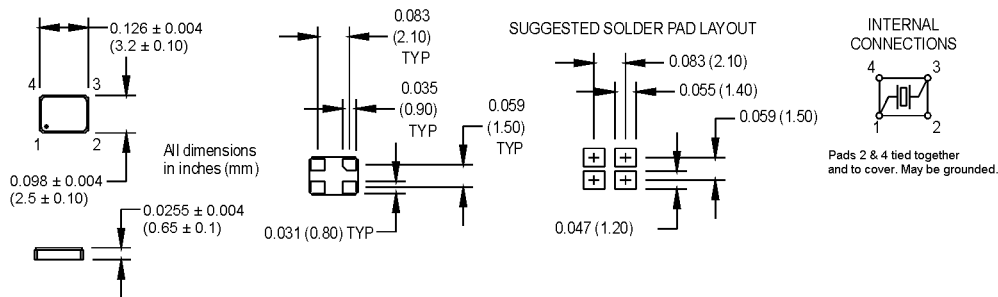 0.126 ± 0.004
(3.2 ± 0.10)
4 3
1 2
0.098 ± 0.004
(2.5 ± 0.10)
All dimensions
in inches (mm)
0.0255 ± 0.004
(0.65 ± 0.1)
0.083
(2.10)
TYP
0.035
(0.90)
TYP
0.059
(1.50)
TYP
0.031 (0.80) TYP
SUGGESTED SOLDER PAD LAYOUT
0.083 (2.10)
0.055 (1.40)
0.059 (1.50)
0.047 (1.20)
INTERNAL
CONNECTIONS
4 3
1 2
Pads 2 & 4 tied together
and to cover. May be grounded.